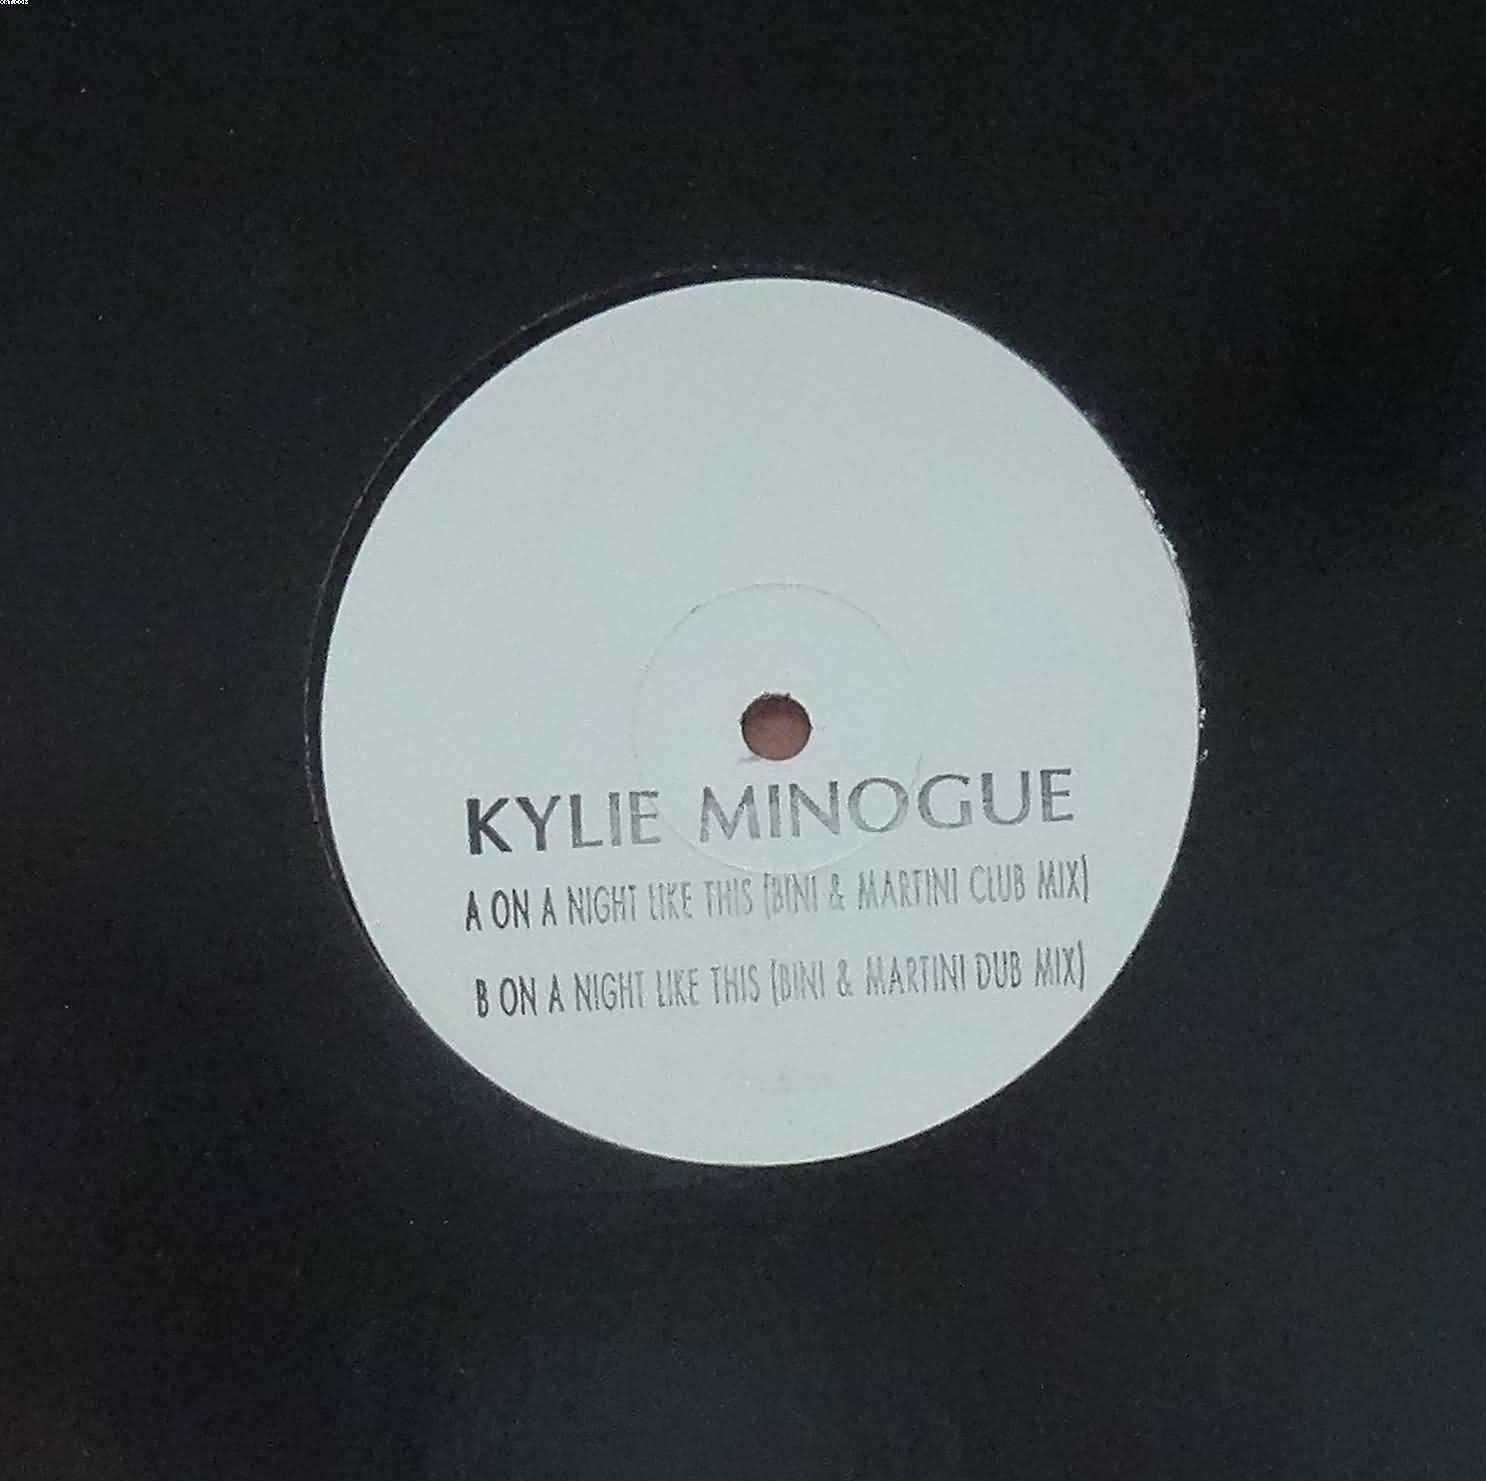 KYLIE MINOGUE
A ON A NIGHT LIKE THIS (BINI & MARTINI CLUB MIX)
B ON A NIGHT LIKE THIS (BINI & MARTINI DUB MIX)